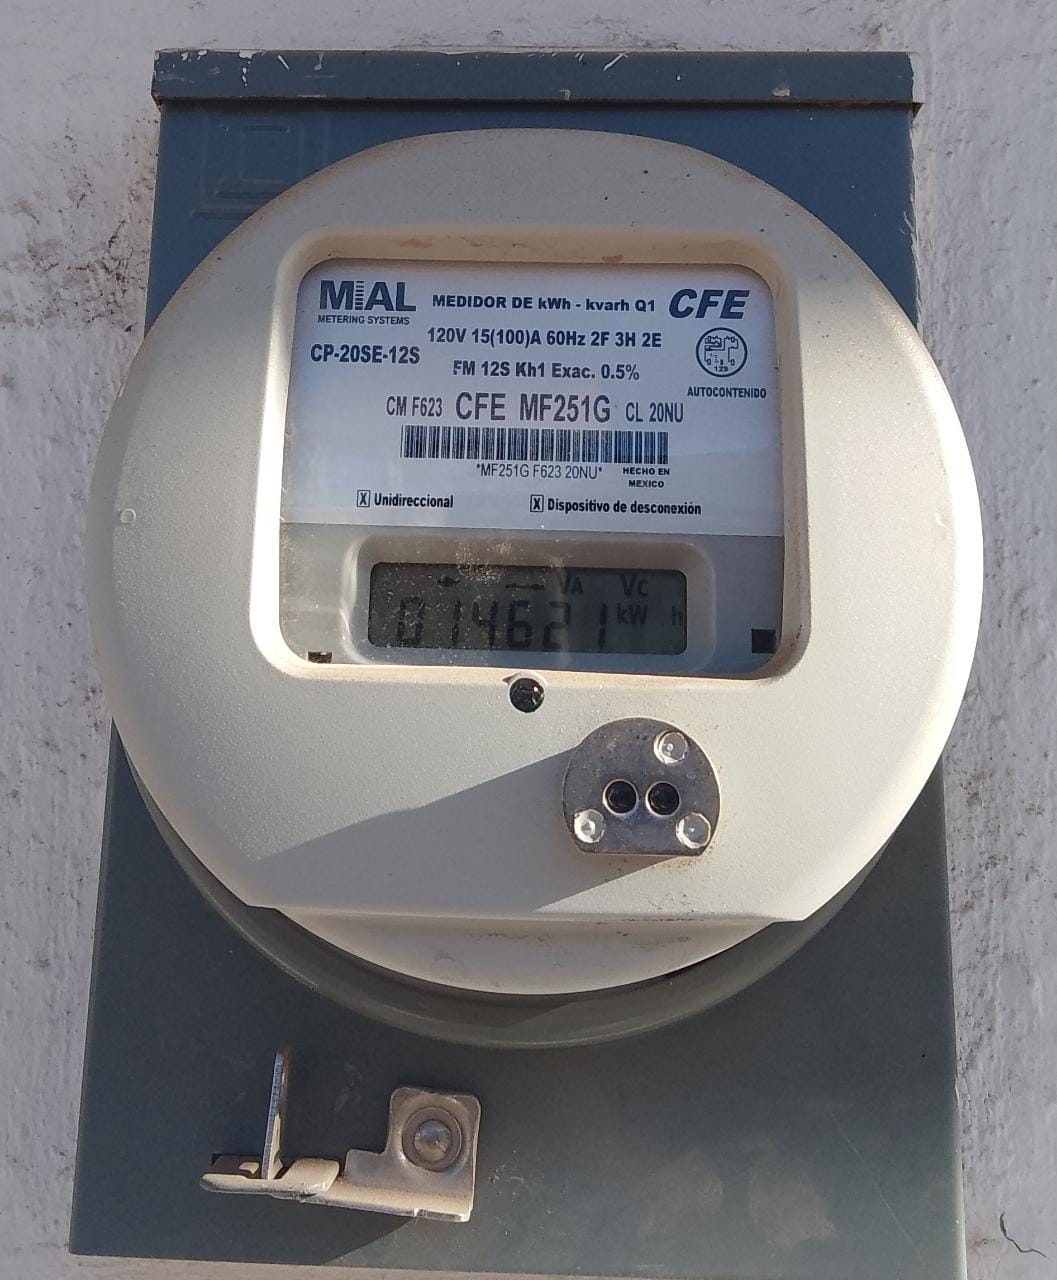 MIAL
METERING SYSTEMS
MEDIDOR DE kWh - kvarh Q1
CFE
120V 15(100)A 60Hz 2F 3H 2E
CP-20SE-12S
FM 12S Kh1 Exac. 0.5%
12S
AUTOCONTENIDO
CM F623 CFE MF251G CL 20NU
*MF251G F623 20NU*
HECHO EN
MEXICO
X Unidireccional
X Dispositivo de desconexión
VA VC
014621 kW h